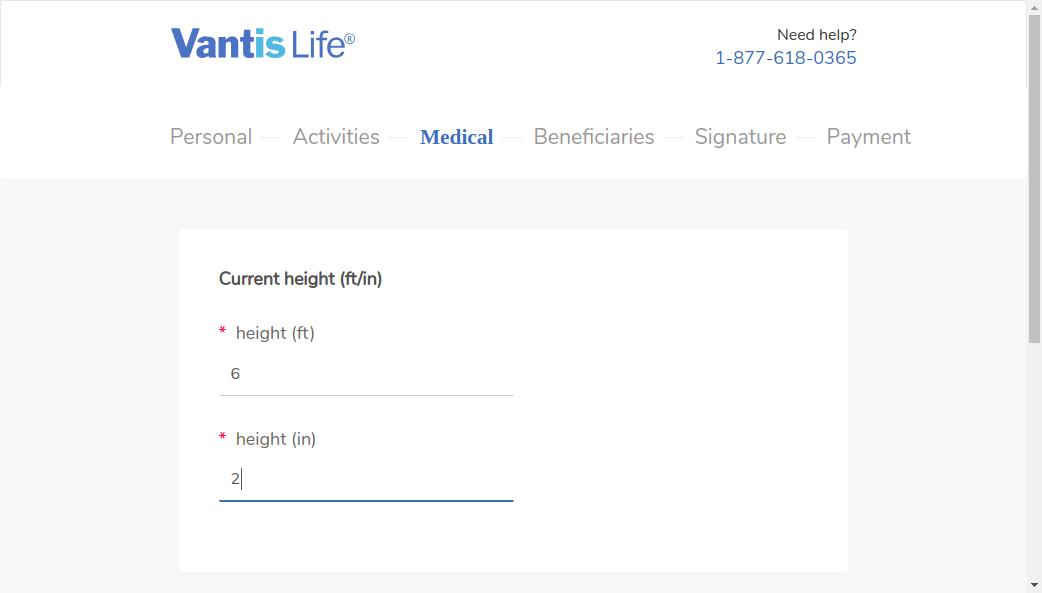 Vantis Life®
Need help?
1-877-618-0365
Personal
Activities
Medical
Beneficiaries
Signature
Payment
Current height (ft/in)
* height (ft)
6
* height (in)
2